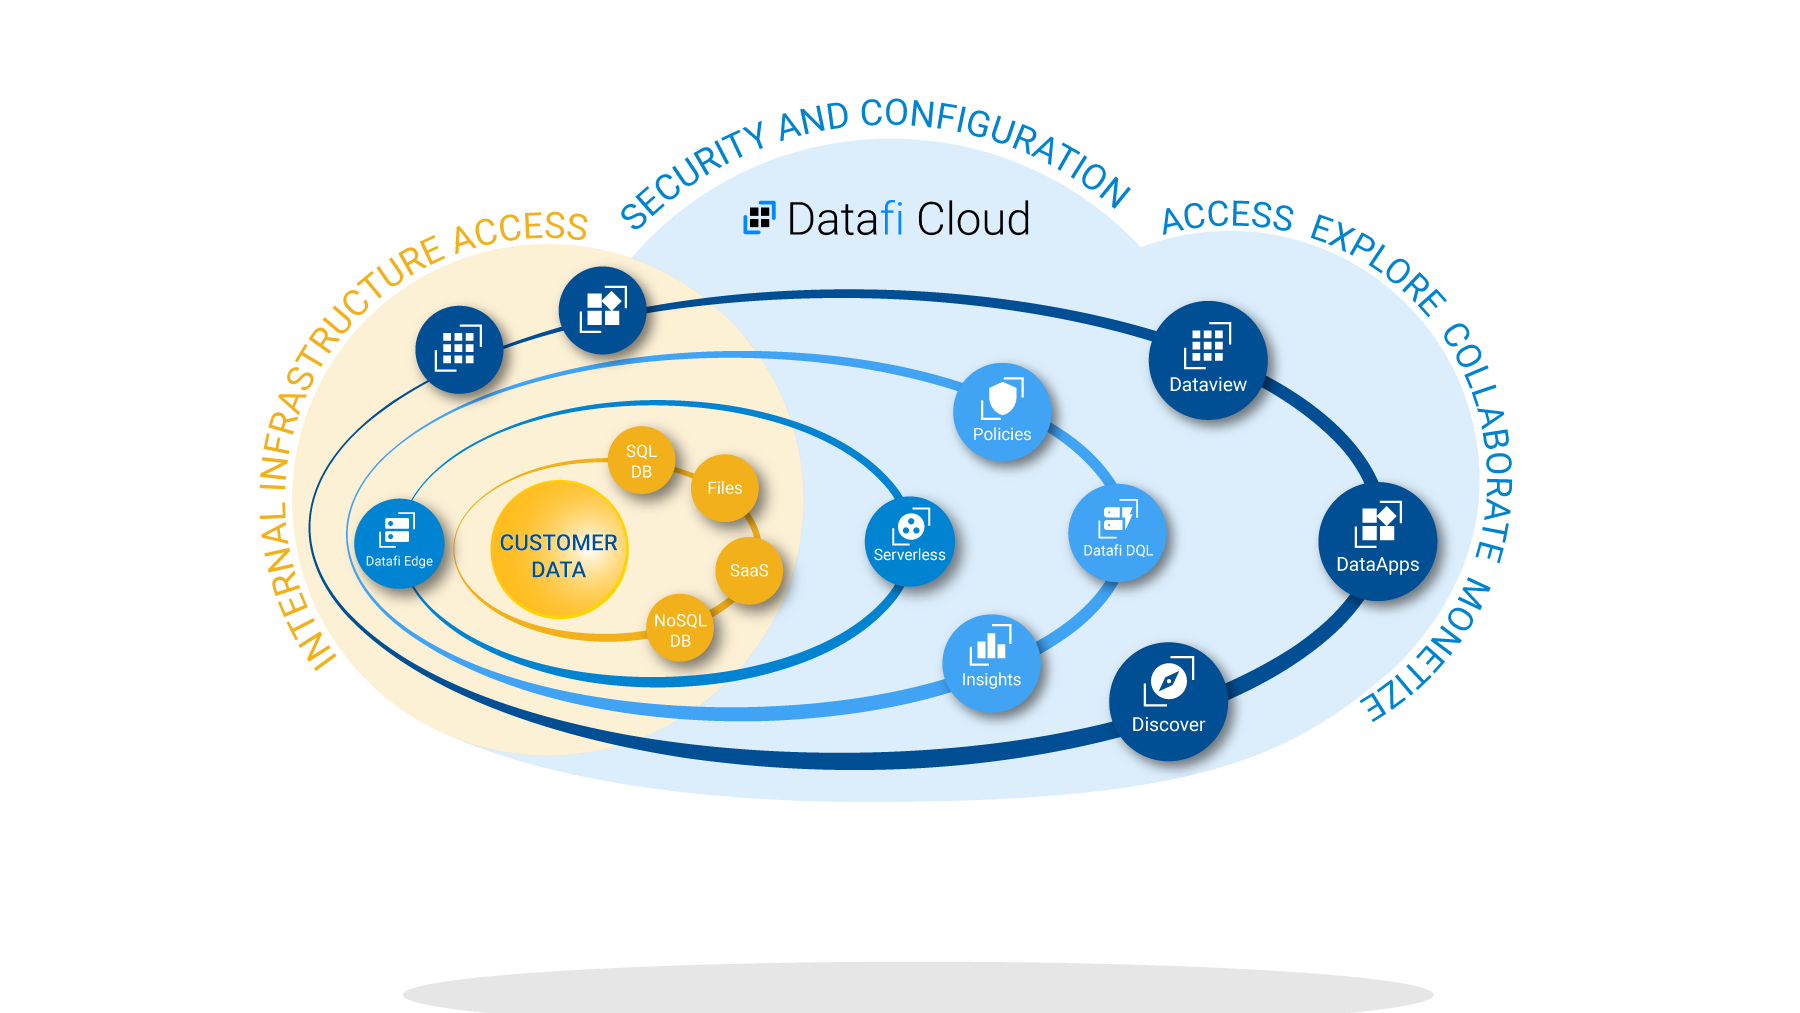 SECURITY AND CONFIGURATION
INTERNAL INFRASTRUCTURE ACCESS
ACCESS EXPLORE COLLABORATE MONETIZE
Datafi Cloud
Dataview
Policies
SQL
DB
Files
CUSTOMER
DATA
Datafi Edge
Serverless
Datafi DQL
DataApps
SaaS
NoSQL
DB
Insights
Discover